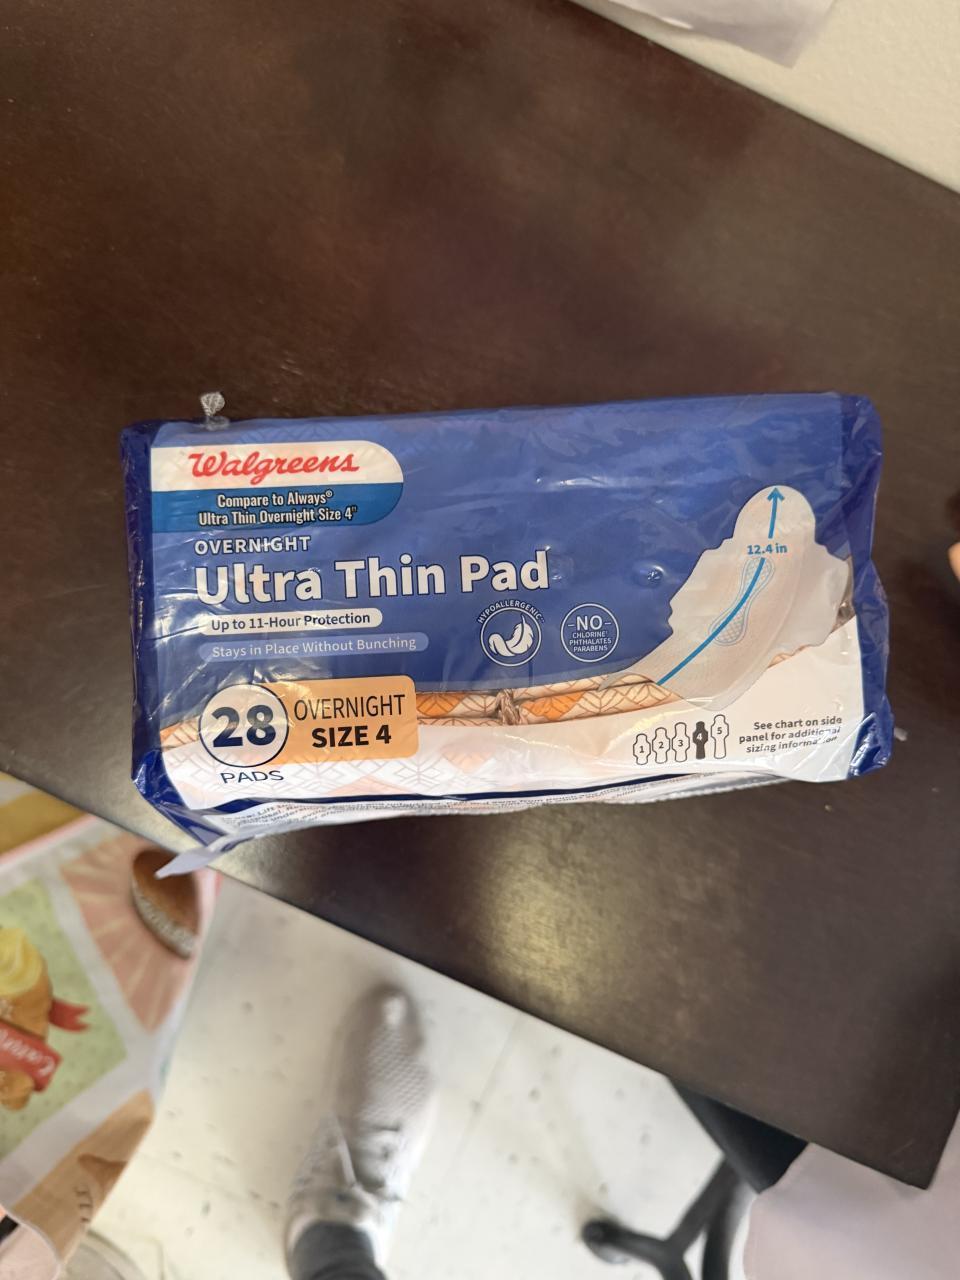 Walgreens
Compare to Always®
Ultra Thin Overnight Size 4
OVERNIGHT
Ultra Thin Pad
Up to 11-Hour Protection
Stays in Place Without Bunching
HYPOALLERGENIC
NO
CHLORINE
PHTHALATES
PARABENS
12.4 in
28
PADS
OVERNIGHT
SIZE 4
1 2 3 4 5
See chart on side
panel for additional
sizing information